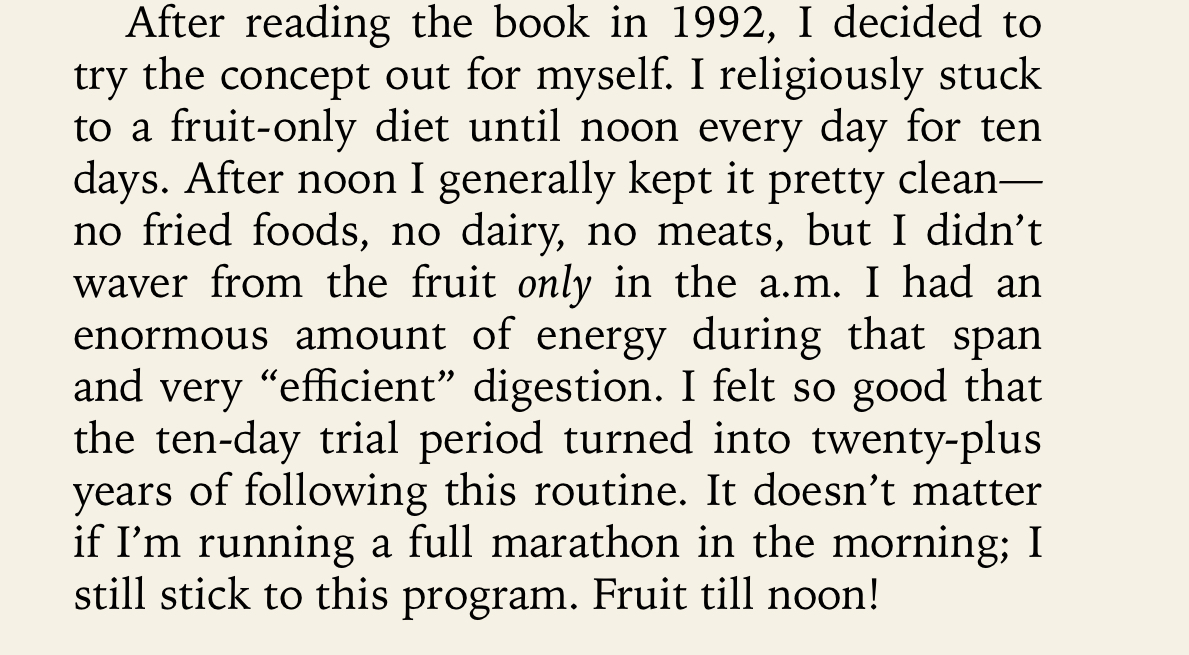 After reading the book in 1992, I decided to
try the concept out for myself. I religiously stuck
to a fruit-only diet until noon every day for ten
days. After noon I generally kept it pretty clean—
no fried foods, no dairy, no meats, but I didn’t
waver from the fruit only in the a.m. I had an
enormous amount of energy during that span
and very “efficient” digestion. I felt so good that
the ten-day trial period turned into twenty-plus
years of following this routine. It doesn’t matter
if I’m running a full marathon in the morning; I
still stick to this program. Fruit till noon!